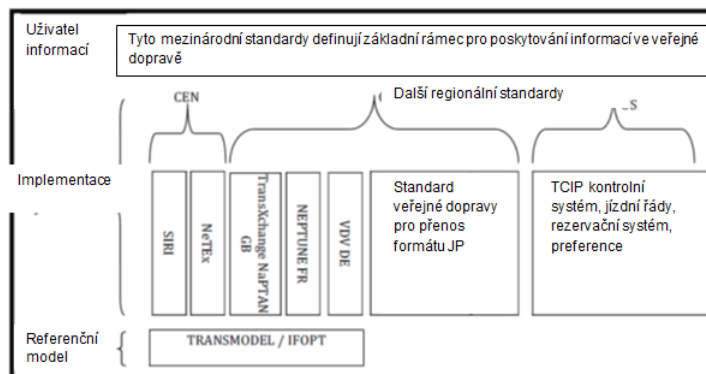 Uživatel
informací
Tyto mezinárodní standardy definují základní rámec pro poskytování informací ve veřejné
dopravě
CEN
Další regionální standardy
S
Implementace
SIRI
NeTEx
TransXchange NaPTAN
GB
NEPTUNE FR
VDV DE
Standard
veřejné dopravy
pro přenos
formátu JP
TCIP kontrolní
systém, jízdní řády,
rezervační systém,
preference
Referenční
model
TRANSMODEL / IFOPT